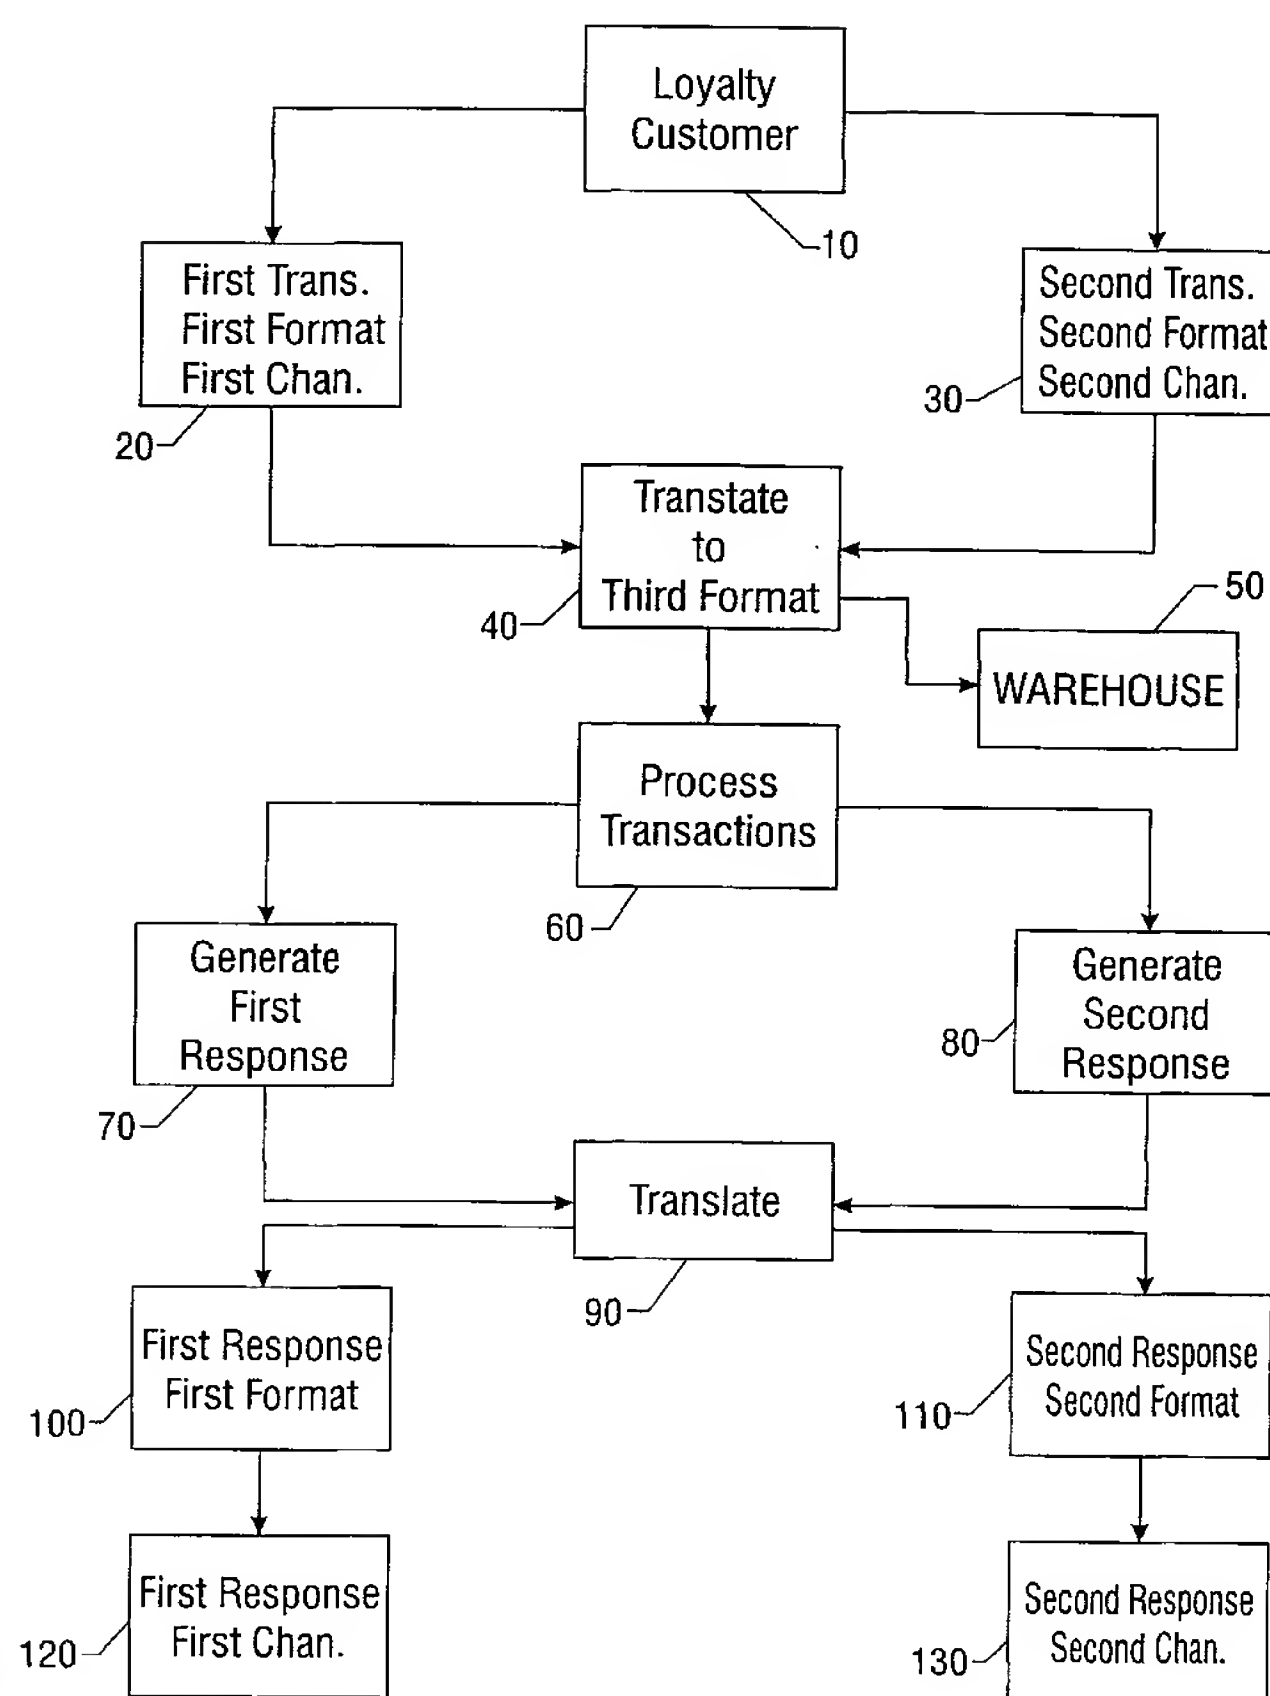 Loyalty
Customer
10
First Trans.
First Format
First Chan.
20
Second Trans.
Second Format
Second Chan.
30
Transtate
to
Third Format
40
50
WAREHOUSE
Process
Transactions
60
Generate
First
Response
70
Generate
Second
Response
80
Translate
90
First Response
First Format
100
Second Response
Second Format
110
First Response
First Chan.
120
Second Response
Second Chan.
130